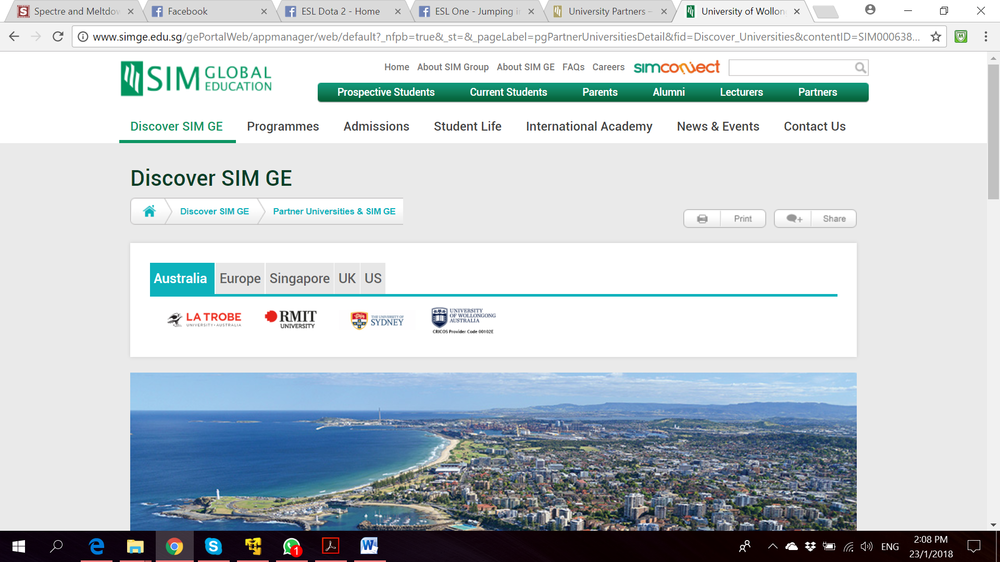 Spectre and Meltdow
Facebook
ESL Dota 2 - Home
ESL One - Jumping i
University Partners –
University of Wollon
www.simge.edu.sg/gePortalWeb/appmanager/web/default?_nfpb=true&_st=&_pageLabel=pgPartnerUniversitiesDetail&fid=Discover_Universities&contentID=SIM000638...
SIM GLOBAL EDUCATION
Home About SIM Group About SIM GE FAQs Careers simconnect
Prospective Students Current Students Parents Alumni Lecturers Partners
Discover SIM GE Programmes Admissions Student Life International Academy News & Events Contact Us
Discover SIM GE
Discover SIM GE Partner Universities & SIM GE
Print Share
Australia Europe Singapore UK US
LA TROBE
UNIVERSITY • AUSTRALIA
RMIT
UNIVERSITY
THE UNIVERSITY OF
SYDNEY
UNIVERSITY
OF WOLLONGONG
AUSTRALIA
CRICOS Provider Code 00102E
1
ENG
2:08 PM
23/1/2018